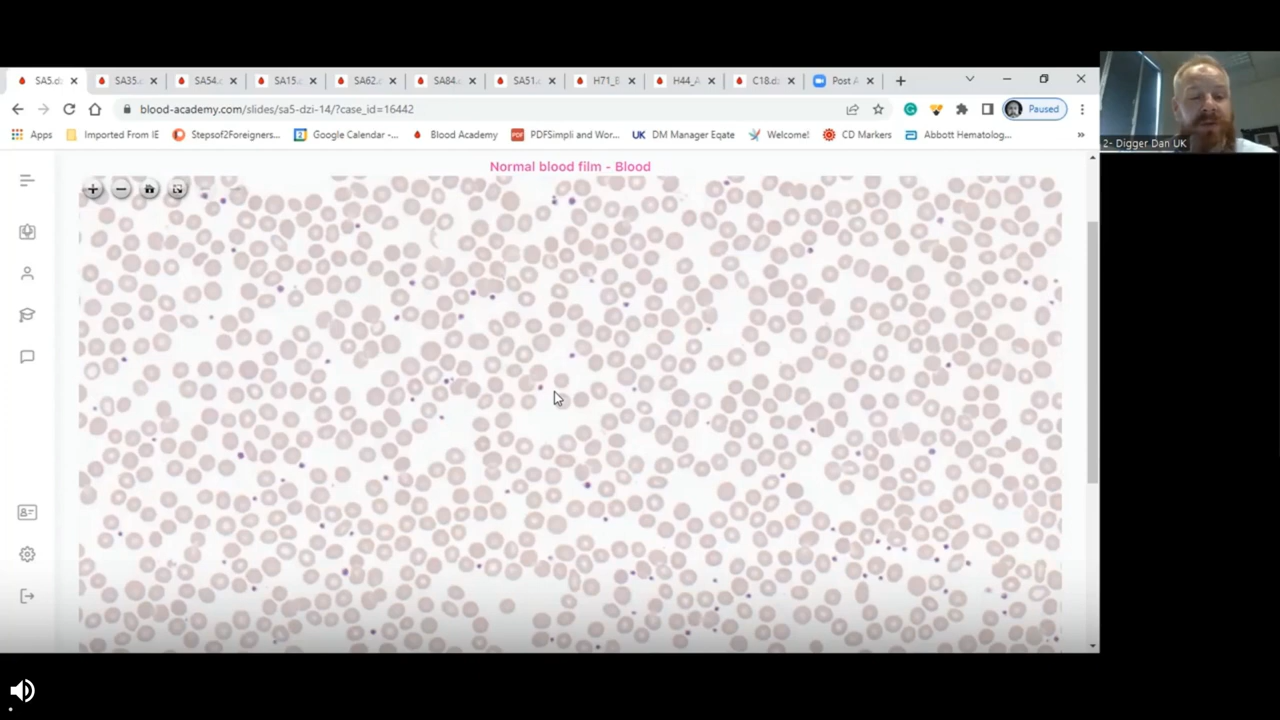 SA5.d: SA35. SA54. SA15. SA62. SA84. SA51. H71_E H44_A C18.d: Post A
blood-academy.com/slides/sa5-dzi-14/?case_id=16442 Paused
Apps Imported From IE Stepsof2Foreigners... Google Calendar -... Blood Academy PDFSimpli and Wor... UK DM Manager Eqate Welcome! CD Markers Abbott Hematolog... »
2- Digger Dan UK
Normal blood film - Blood